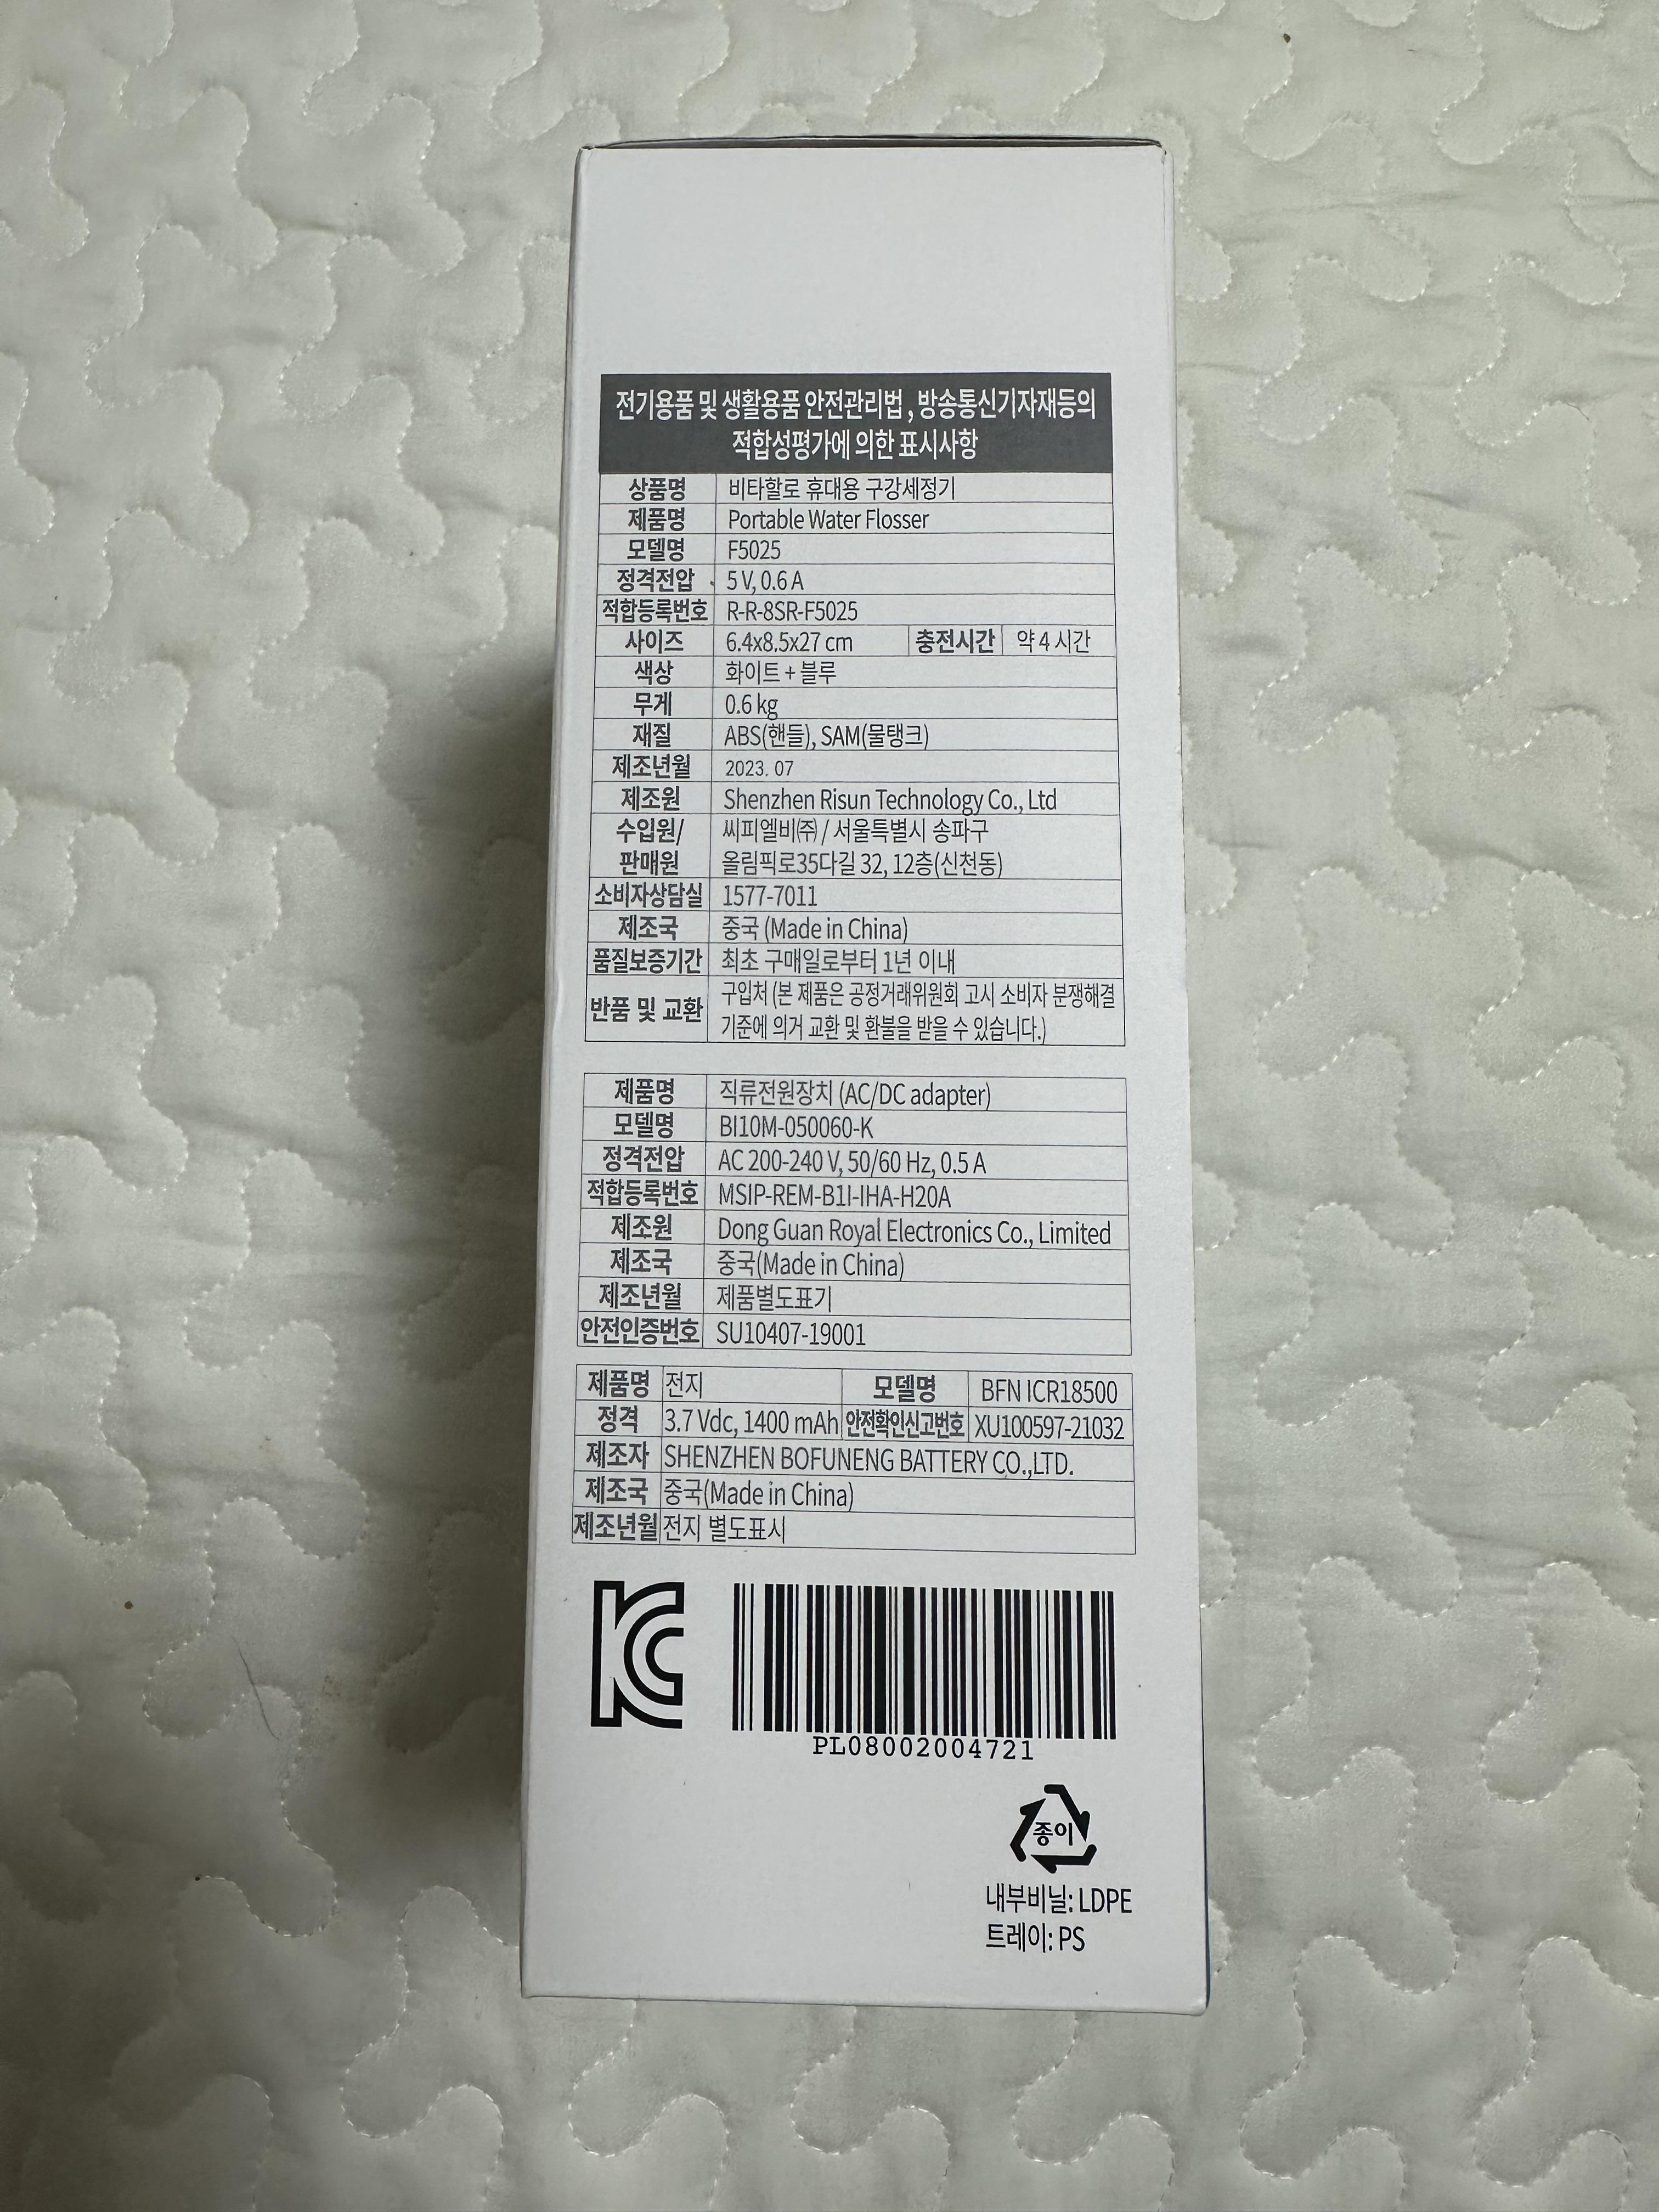 전기용품 및 생활용품 안전관리법, 방송통신기자재등의
적합성평가에 의한 표시사항
상품명 비타할로 휴대용 구강세정기
제품명 Portable Water Flosser
모델명 F5025
정격전압 5 V, 0.6 A
적합등록번호 R-R-8SR-F5025
사이즈 6.4x8.5x27 cm 충전시간 약 4 시간
색상 화이트 + 블루
무게 0.6 kg
재질 ABS(핸들), SAM(물탱크)
제조년월 2023. 07
제조원 Shenzhen Risun Technology Co., Ltd
수입원/ 씨피엘비㈜ / 서울특별시 송파구
판매원 올림픽로35다길 32, 12층(신천동)
소비자상담실 1577-7011
제조국 중국 (Made in China)
품질보증기간 최초 구매일로부터 1년 이내
반품 및 교환 구입처 (본 제품은 공정거래위원회 고시 소비자 분쟁해결
기준에 의거 교환 및 환불을 받을 수 있습니다.)
제품명 직류전원장치 (AC/DC adapter)
모델명 BI10M-050060-K
정격전압 AC 200-240 V, 50/60 Hz, 0.5 A
적합등록번호 MSIP-REM-B1I-IHA-H20A
제조원 Dong Guan Royal Electronics Co., Limited
제조국 중국(Made in China)
제조년월 제품별도표기
안전인증번호 SU10407-19001
제품명 전지 모델명 BFN ICR18500
정격 3.7 Vdc, 1400 mAh 안전확인신고번호 XU100597-21032
제조자 SHENZHEN BOFUNENG BATTERY CO.,LTD.
제조국 중국(Made in China)
제조년월 전지 별도표시
KC
PL08002004721
종이
내부비닐: LDPE
트레이: PS